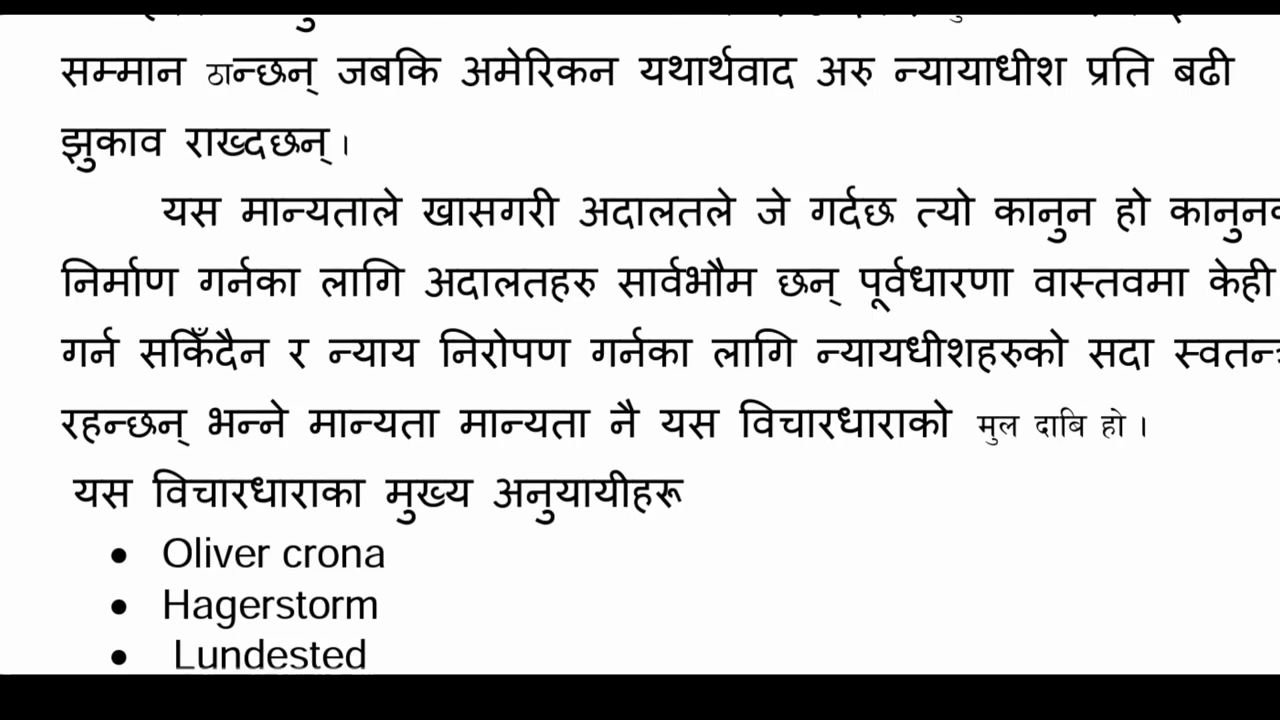 सम्मान ठान्छन् जबकि अमेरिकन यथार्थवाद अरु न्यायाधीश प्रति बढी
झुकाव राख्दछन्।
यस मान्यताले खासगरी अदालतले जे गर्दछ त्यो कानुन हो
निर्माण गर्नका लागि अदालतहरु सार्वभौम छन् पूर्वधारणा वास्तवमा केही
गर्न सकिँदैन र न्याय निरोपण गर्नका लागि न्यायधीशहरुको सदा
रहन्छन् भन्ने मान्यता मान्यता नै यस विचारधाराको मुल दाबि हो ।
यस विचारधाराका मुख्य अनुयायीहरू
• Oliver crona
• Hagerstorm
• Lundested